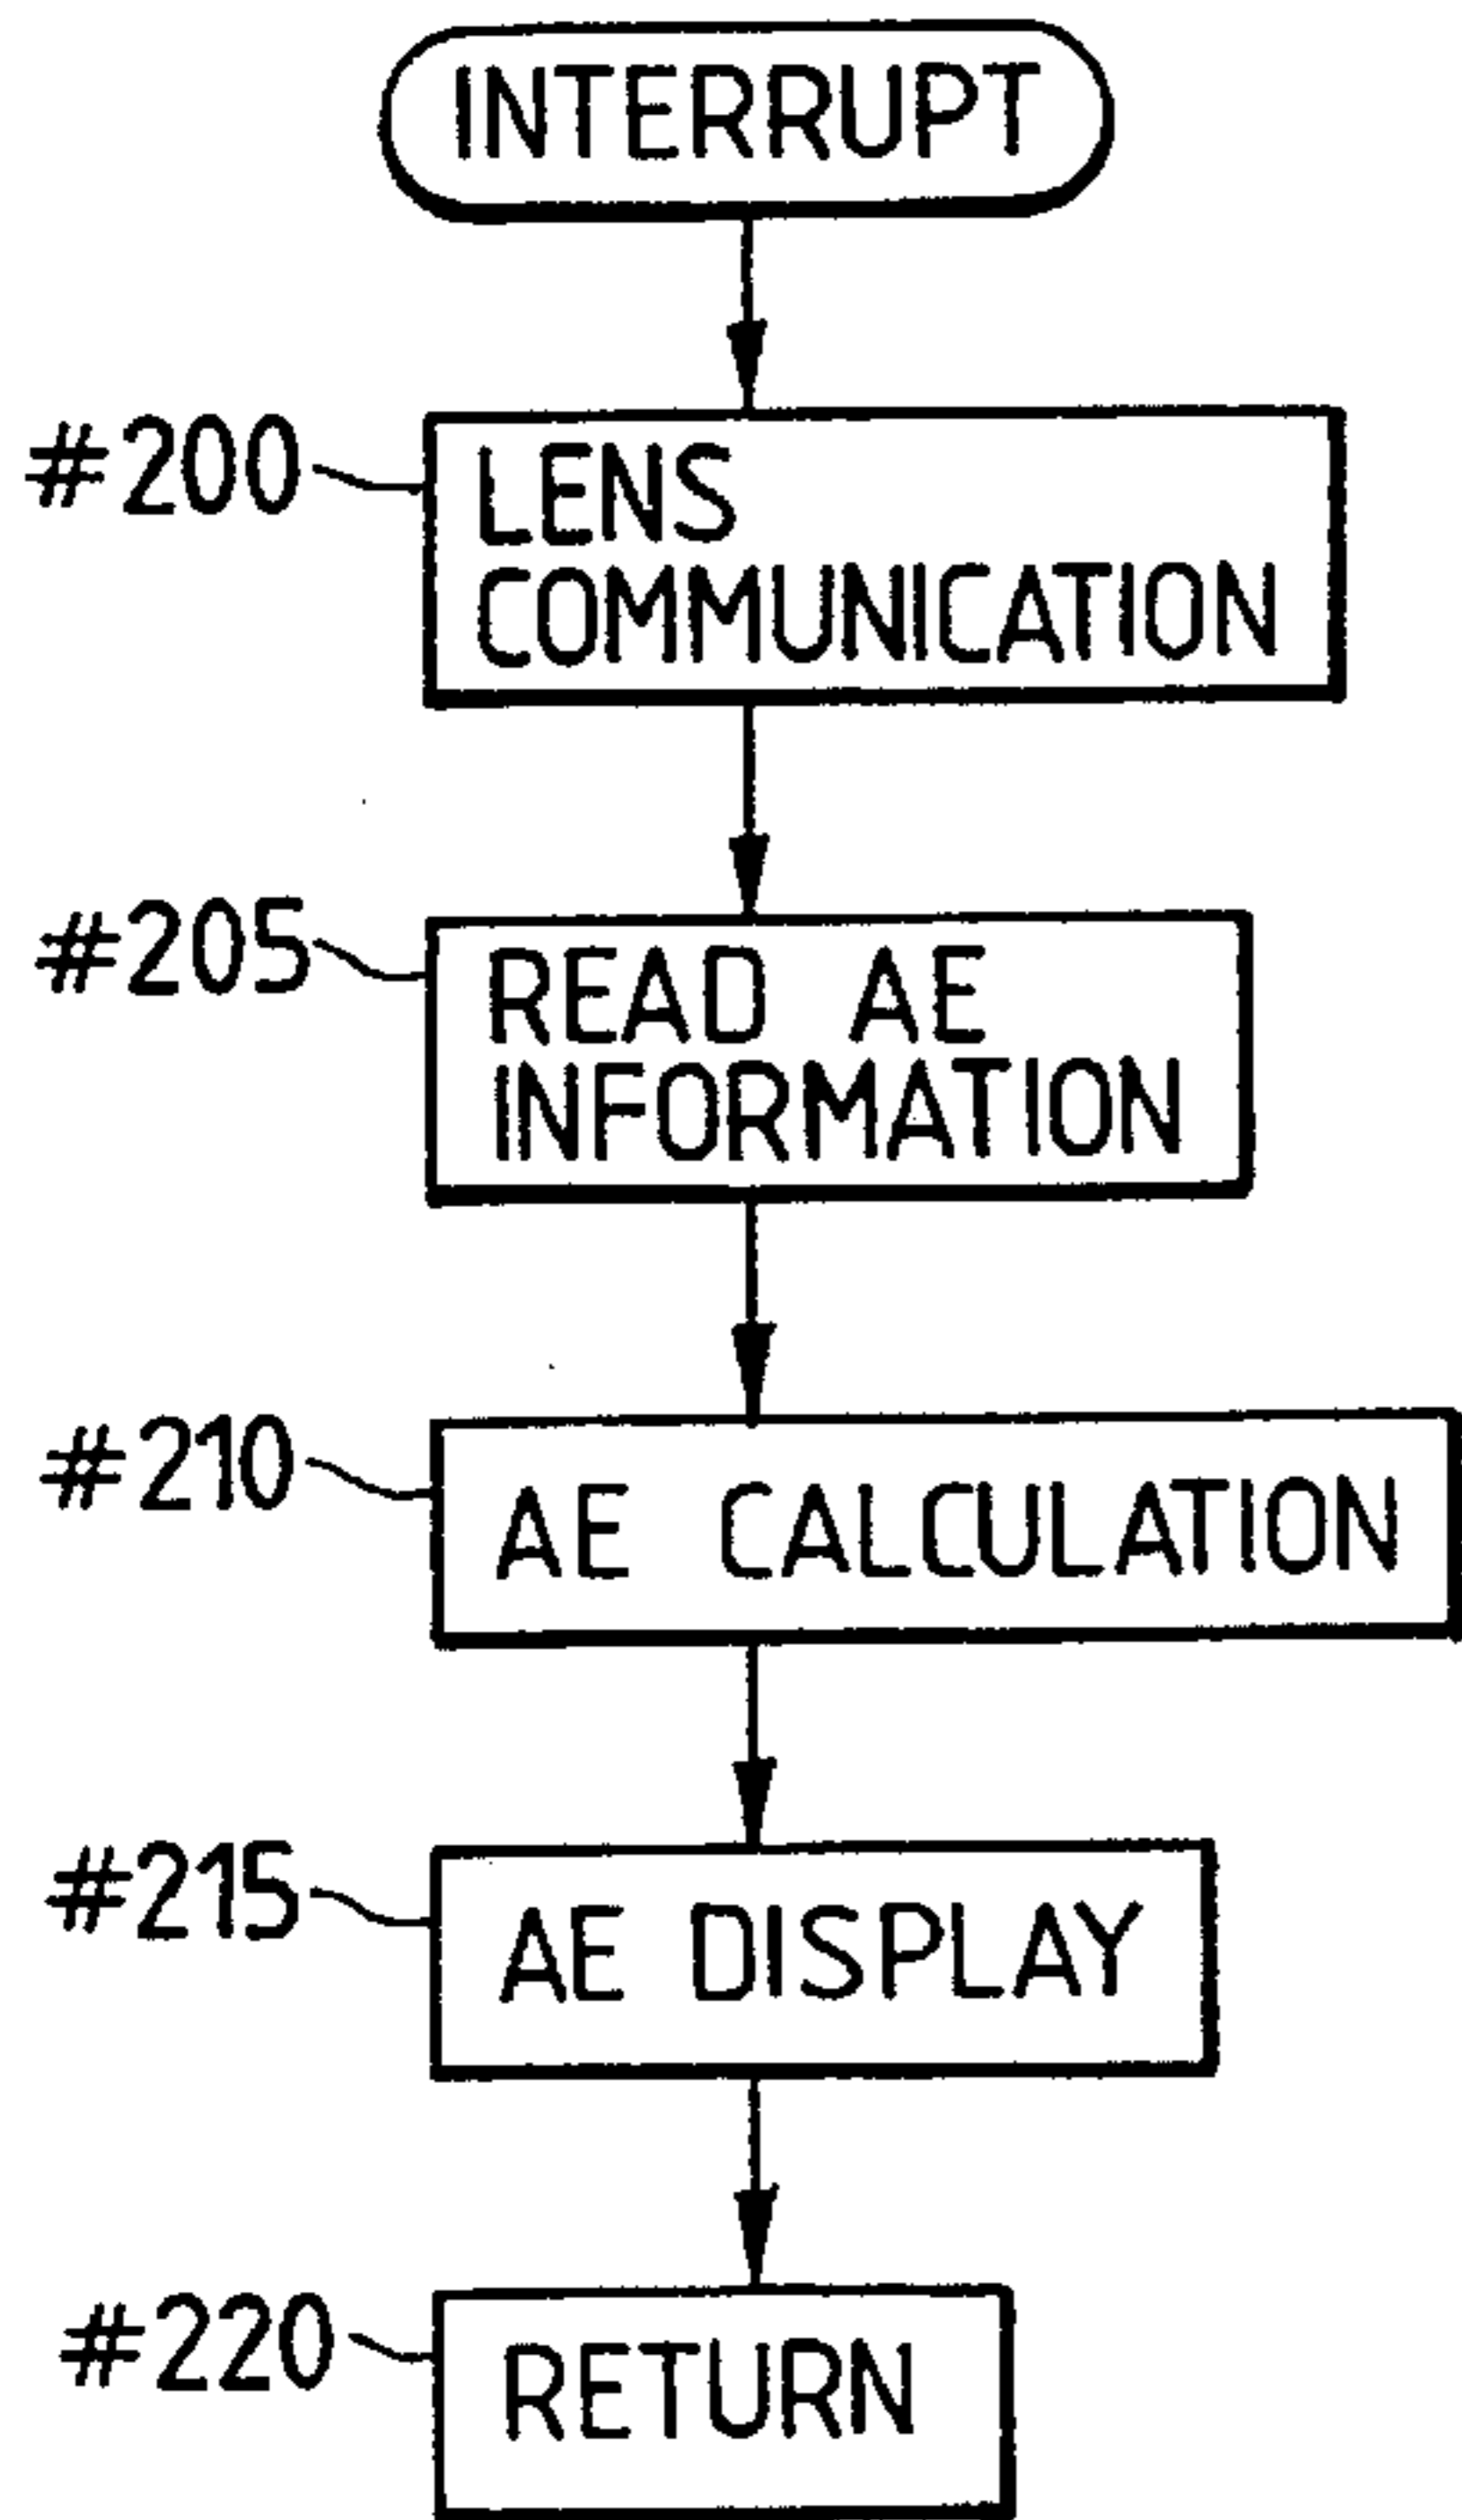 INTERRUPT
#200
LENS
COMMUNICATION
#205
READ AE
INFORMATION
#210
AE CALCULATION
#215
AE DISPLAY
#220
RETURN